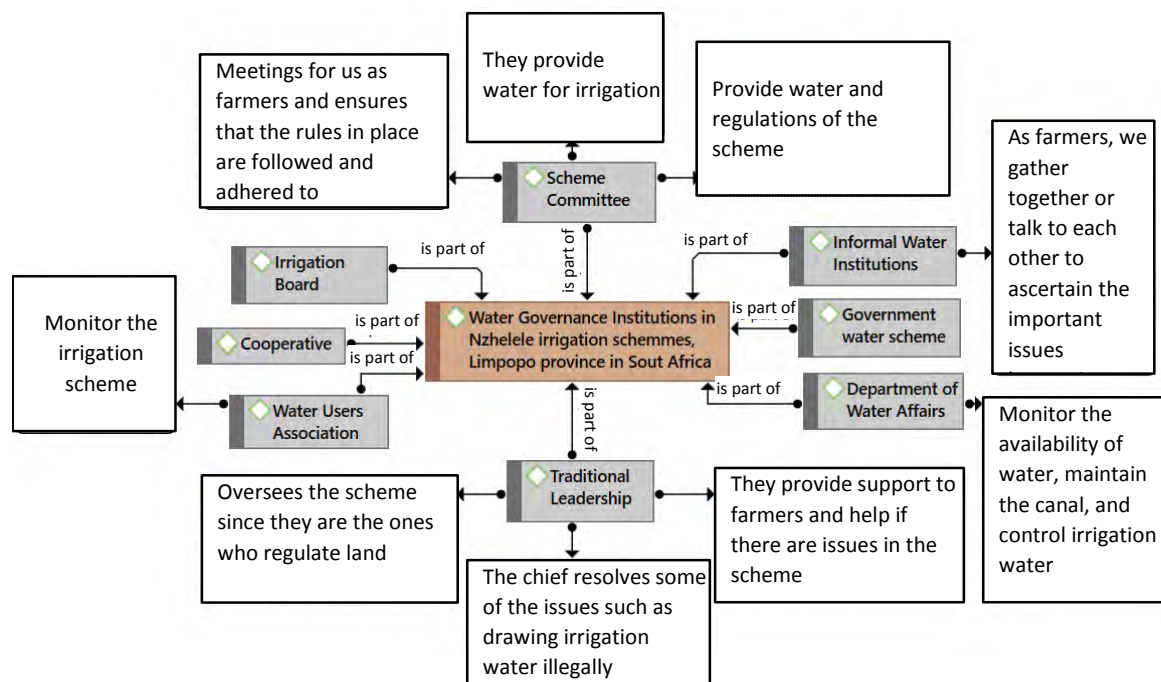 They provide
water for irrigation
Meetings for us as
farmers and ensures
that the rules in place
are followed and
adhered to
Provide water and
regulations of the
scheme
As farmers, we
gather
together or
talk to each
other to
ascertain the
important
issues
Scheme
Committee
is part of
is part of
is part of
Irrigation
Board
Informal Water
Institutions
Monitor the
irrigation
scheme
is part of
Cooperative
is part of
Water Governance Institutions in
Nzhelele irrigation schemmes,
Limpopo province in Sout Africa
is part of
Government
water scheme
Water Users
Association
is part of
is part of
Department of
Water Affairs
Monitor the
availability of
water, maintain
the canal, and
control irrigation
water
Oversees the scheme
since they are the ones
who regulate land
Traditional
Leadership
They provide support to
farmers and help if
there are issues in the
scheme
The chief resolves some
of the issues such as
drawing irrigation
water illegally